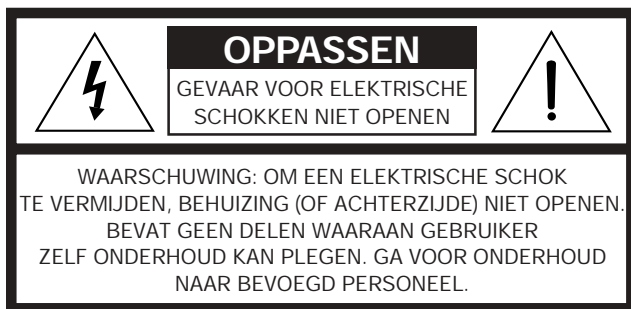 OPPASSEN
GEVAAR VOOR ELEKTRISCHE
SCHOKKEN NIET OPENEN
WAARSCHUWING: OM EEN ELEKTRISCHE SCHOK
TE VERMIJDEN, BEHUIZING (OF ACHTERZIJDE) NIET OPENEN.
BEVAT GEEN DELEN WAARAAN GEBRUIKER
ZELF ONDERHOUD KAN PLEGEN. GA VOOR ONDERHOUD
NAAR BEVOEGD PERSONEEL.